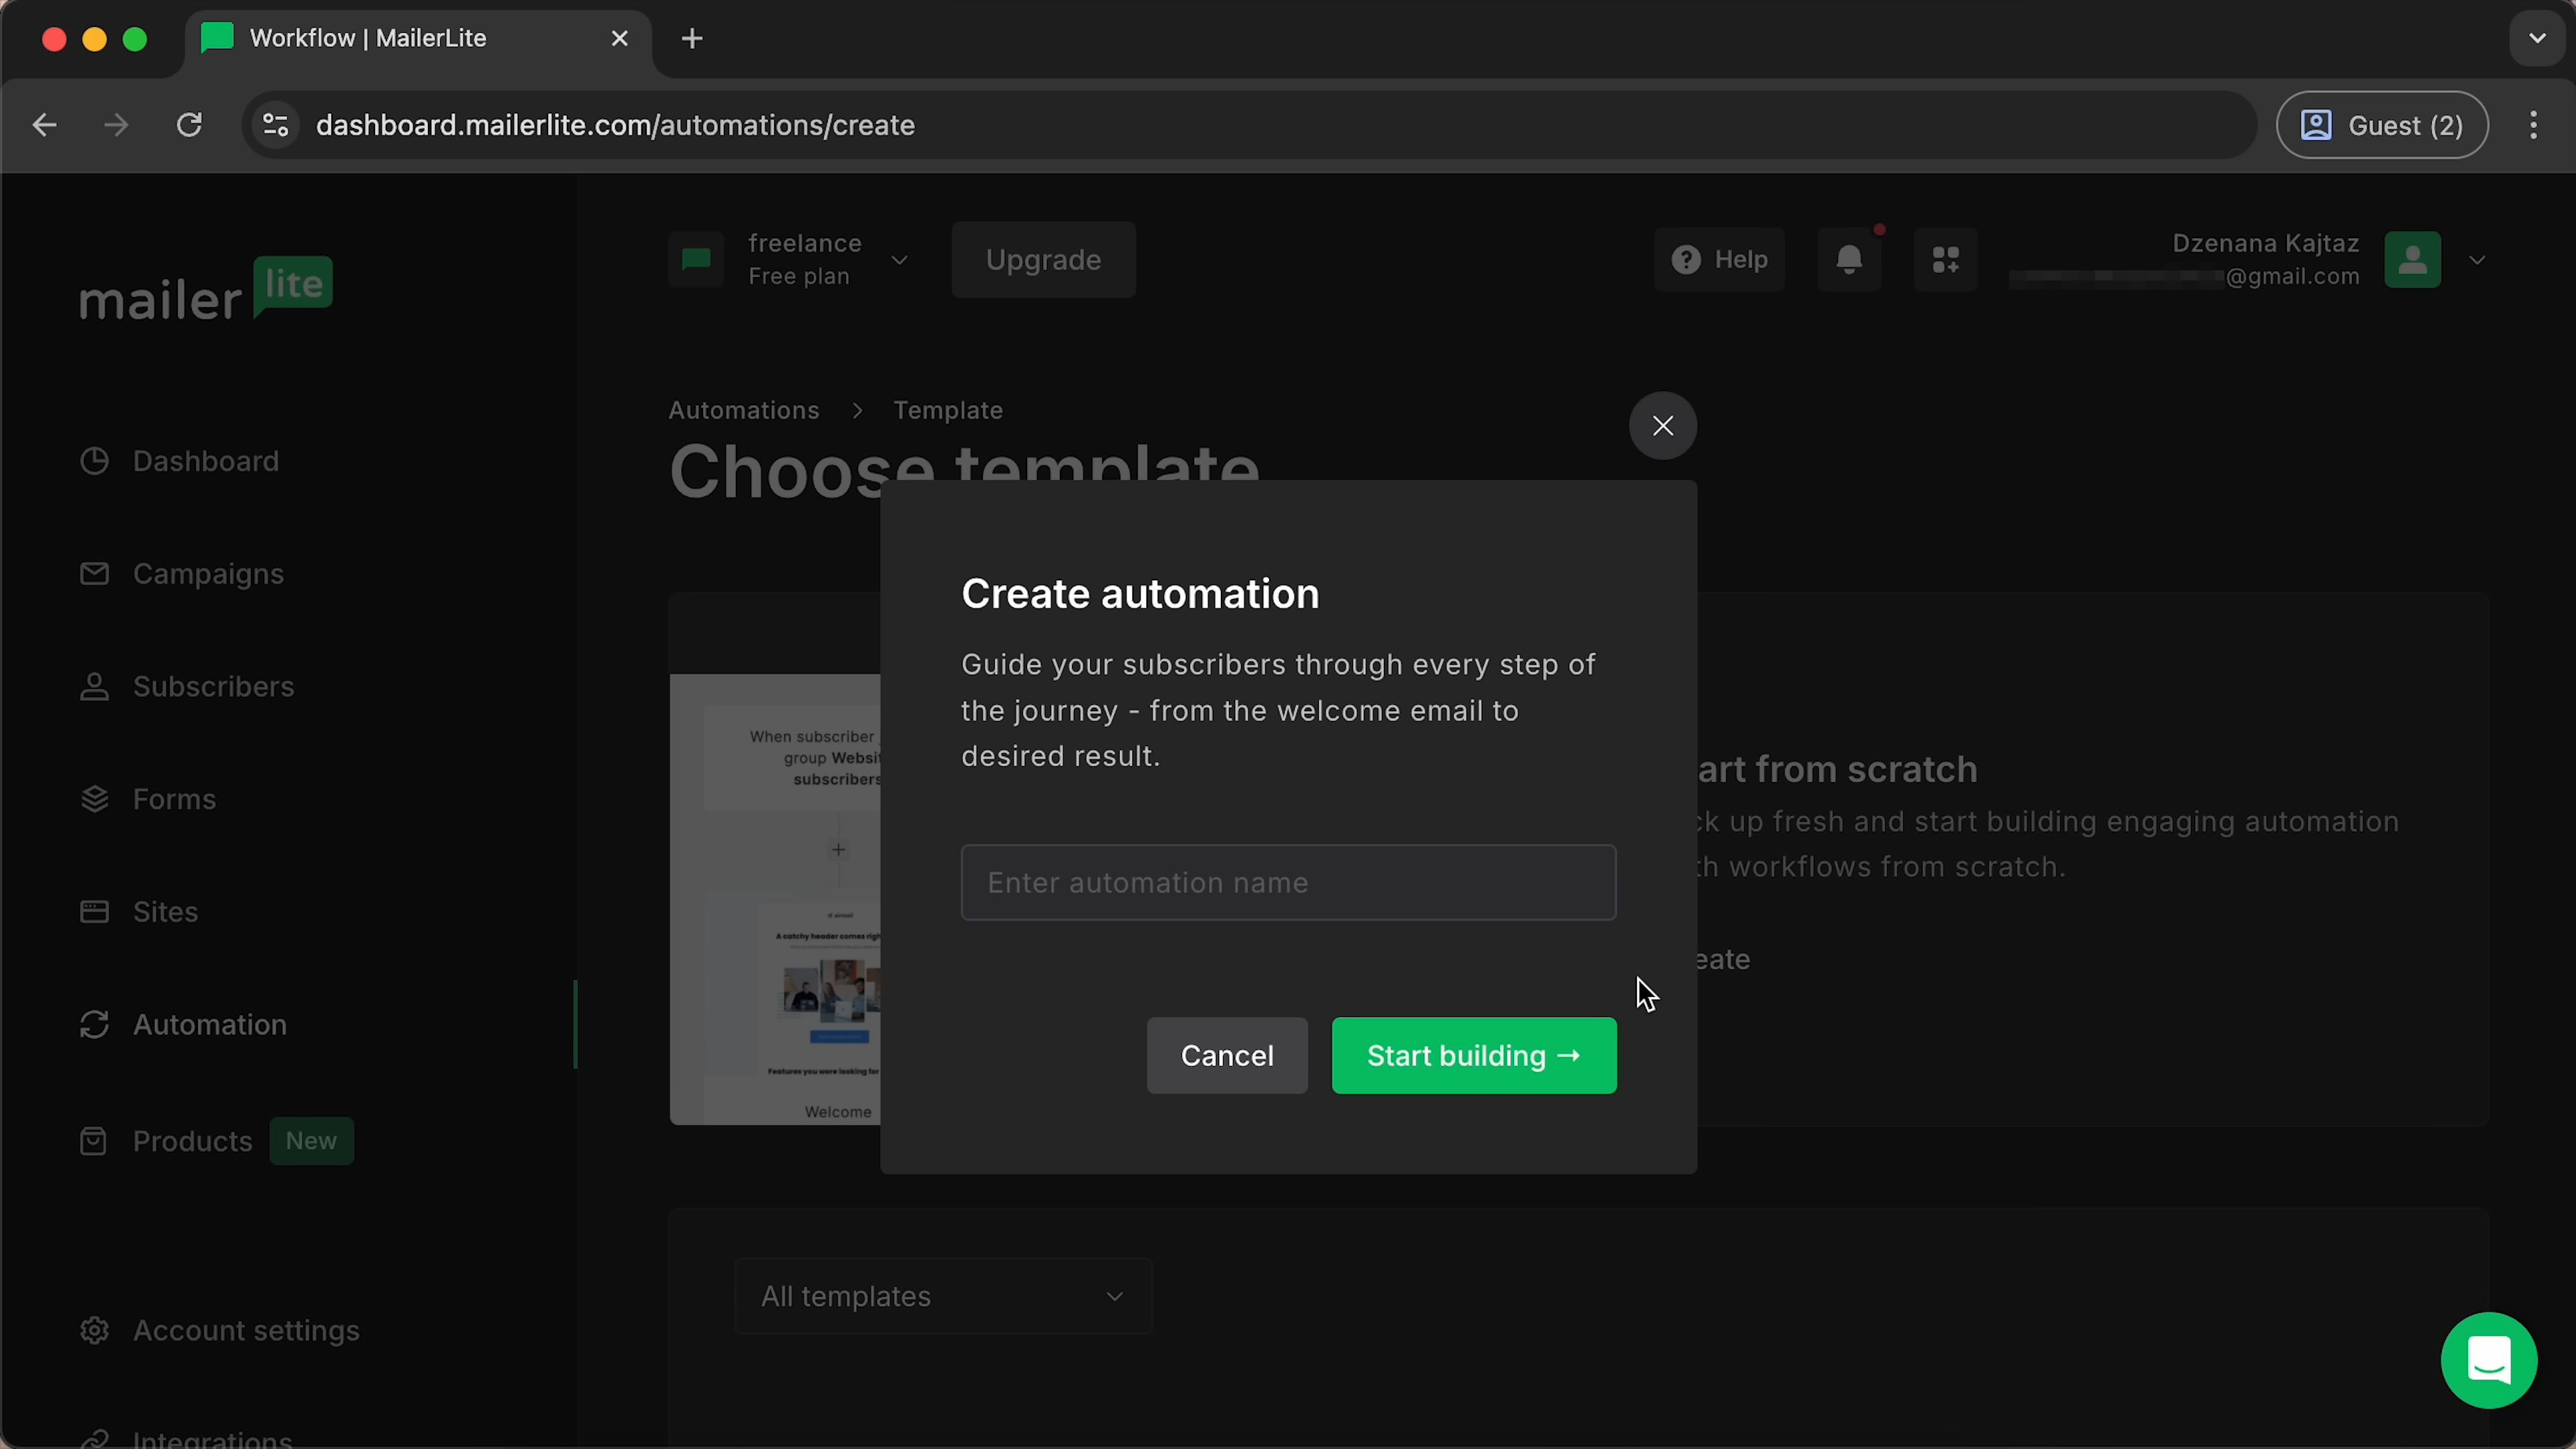 Workflow | MailerLite
dashboard.mailerlite.com/automations/create
Guest (2)
mailer lite
freelance
Free plan
Upgrade
Help
Dzenana Kajtaz
@gmail.com
Dashboard
Campaigns
Subscribers
Forms
Sites
Automation
Products New
Account settings
Integrations
Automations > Template
Choose template
When subscriber
group Websit
subscribers
airmail
A catchy header comes righ
Features you were looking for
Welcome
Create automation
Guide your subscribers through every step of
the journey - from the welcome email to
desired result.
Enter automation name
Cancel
Start building →
art from scratch
ck up fresh and start building engaging automation
th workflows from scratch.
eate
All templates